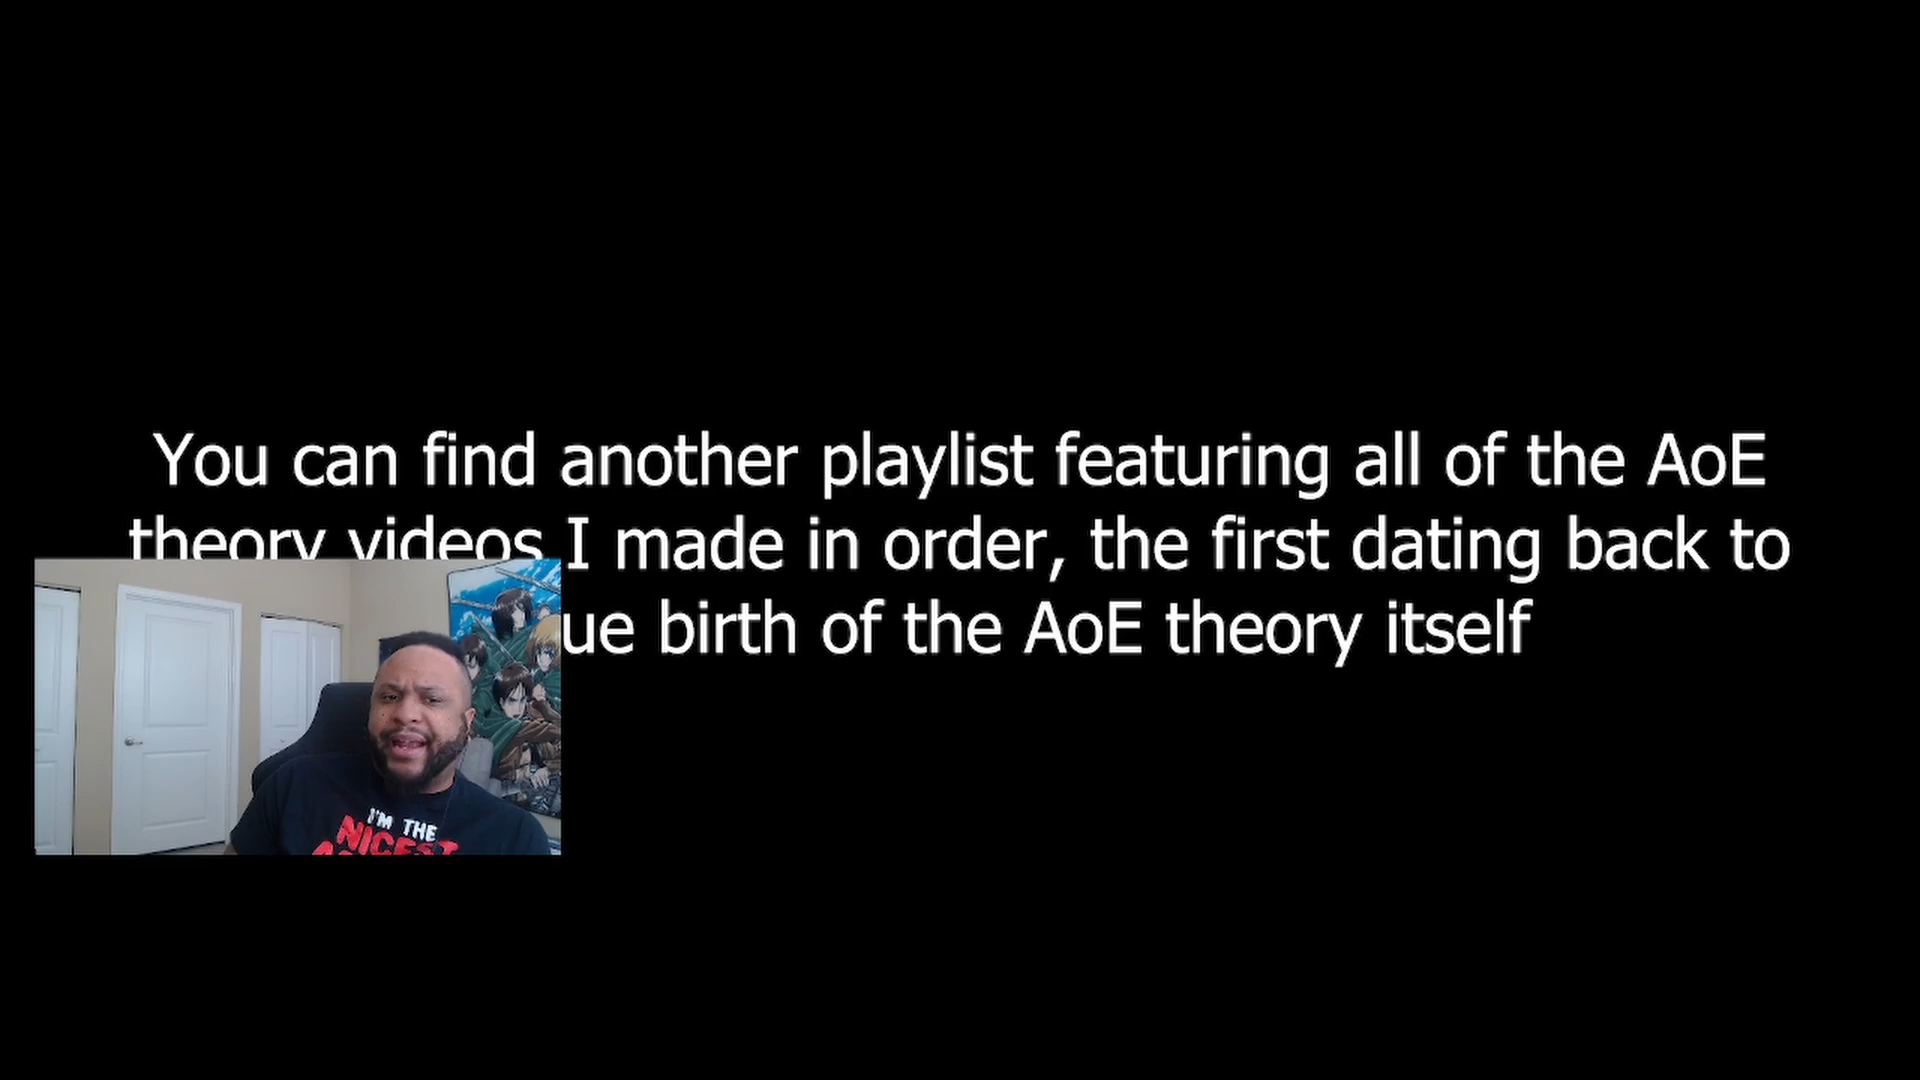 You can find another playlist featuring all of the AoE
theory videos I made in order, the first dating back to
ue birth of the AoE theory itself
I'M THE
NICEST